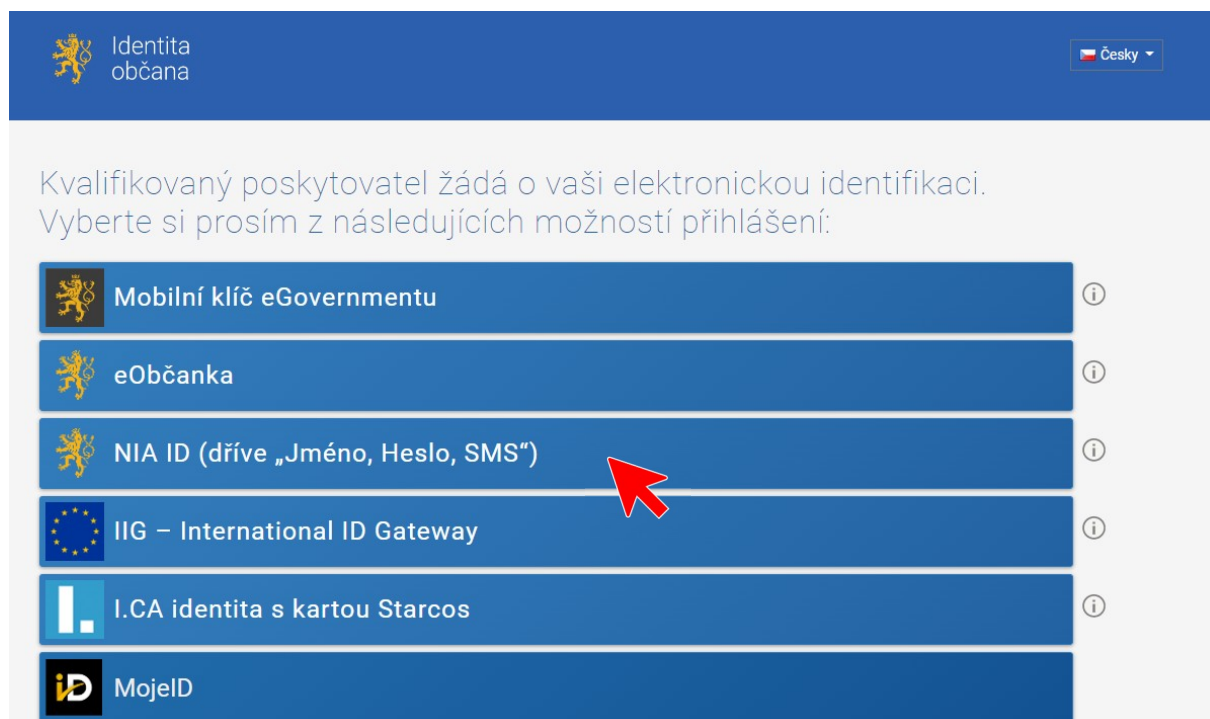 Identita
občana
Česky
Kvalifikovaný poskytovatel žádá o vaši elektronickou identifikaci.
Vyberte si prosím z následujících možností přihlášení:
Mobilní klíč eGovernmentu
eObčanka
NIA ID (dříve „Jméno, Heslo, SMS“)
IIG – International ID Gateway
I.CA identita s kartou Starcos
MojeID